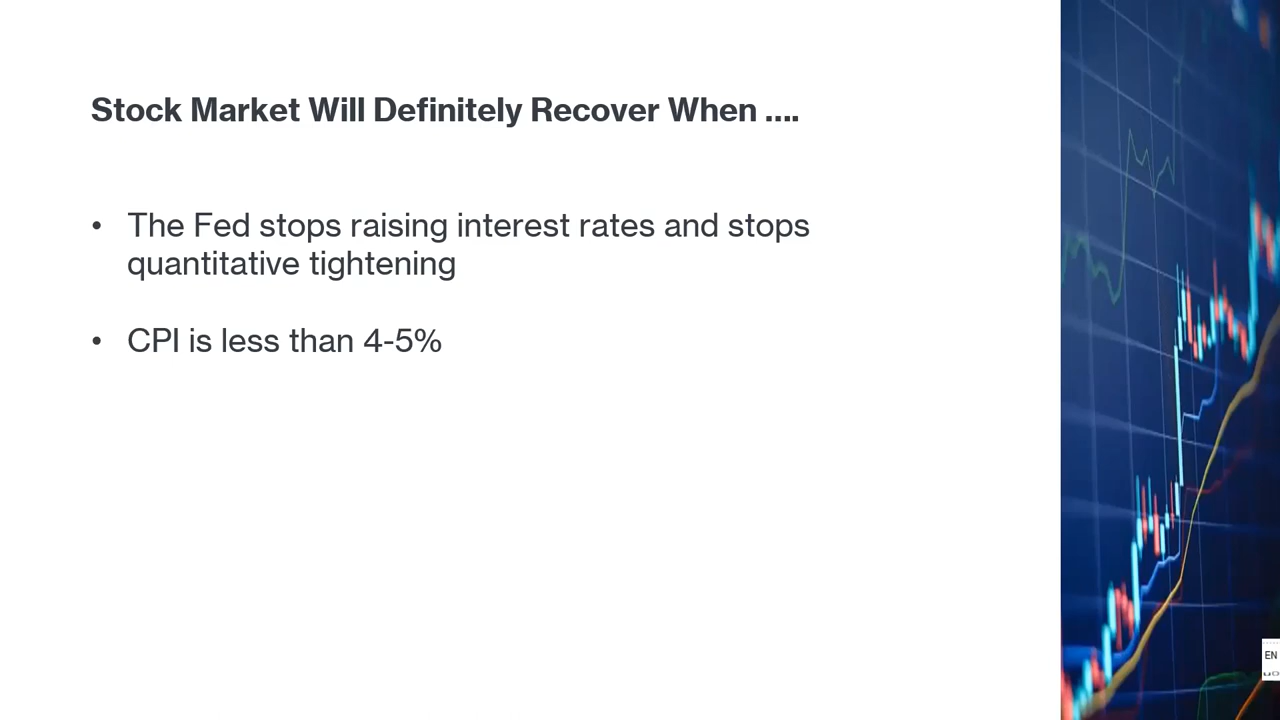 Stock Market Will Definitely Recover When ....
• The Fed stops raising interest rates and stops
quantitative tightening
• CPI is less than 4-5%
EN